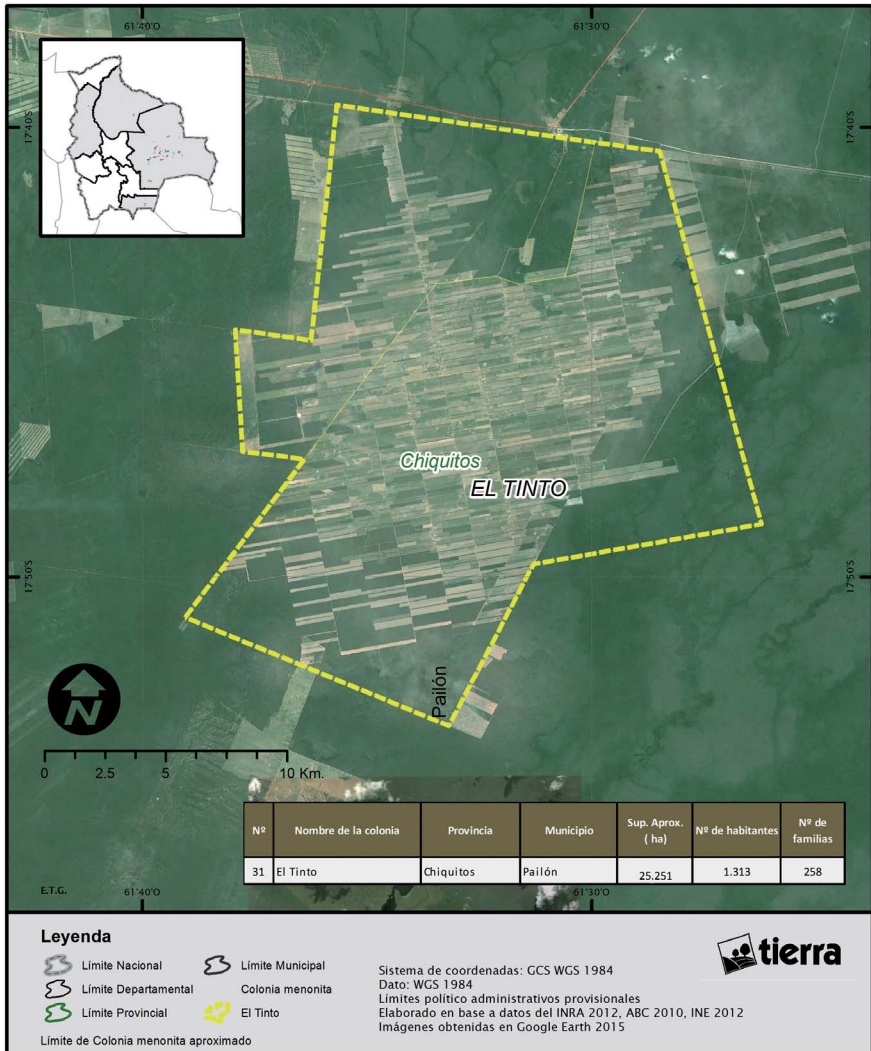 61°40'O
61°30'O
17°40'S
17°40'S
Chiquitos
EL TINTO
17°50'S
17°50'S
Pailón
N
0 2.5 5 10 Km.
Nº Nombre de la colonia Provincia Municipio Sup. Aprox. ( ha) Nº de habitantes Nº de familias
31 El Tinto Chiquitos Pailón 25.251 1.313 258
E.T.G.
61°40'O
61°30'O
Leyenda
Límite Nacional
Límite Departamental
Límite Provincial
Límite Municipal
Colonia menonita
El Tinto
Límite de Colonia menonita aproximado
Sistema de coordenadas: GCS WGS 1984
Dato: WGS 1984
Límites político administrativos provisionales
Elaborado en base a datos del INRA 2012, ABC 2010, INE 2012
Imágenes obtenidas en Google Earth 2015
tierra